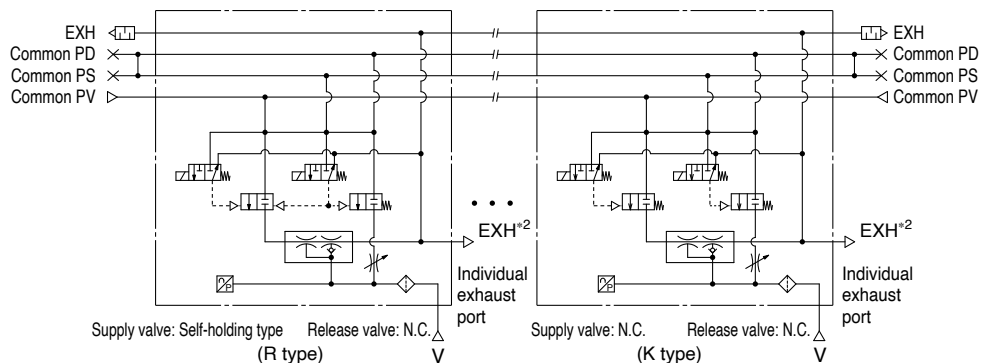 EXH
EXH
Common PD
Common PD
Common PS
Common PS
Common PV
Common PV
• • •
EXH*2
EXH*2
Individual
exhaust
port
Individual
exhaust
port
P
P
Supply valve: Self-holding type
Release valve: N.C.
V
Supply valve: N.C.
Release valve: N.C.
V
(R type)
(K type)